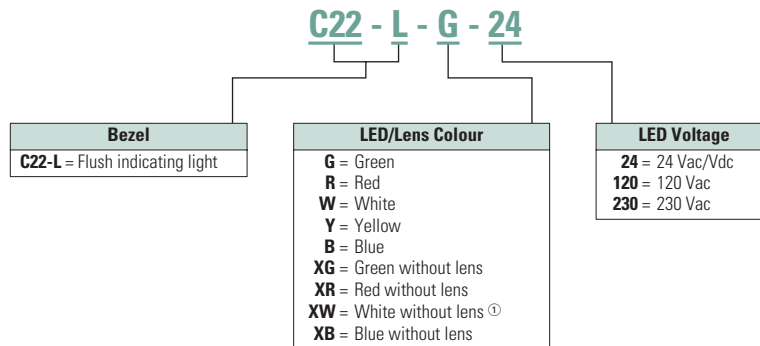 C22 - L - G - 24
Bezel
C22-L = Flush indicating light
LED/Lens Colour
G = Green
R = Red
W = White
Y = Yellow
B = Blue
XG = Green without lens
XR = Red without lens
XW = White without lens ①
XB = Blue without lens
LED Voltage
24 = 24 Vac/Vdc
120 = 120 Vac
230 = 230 Vac